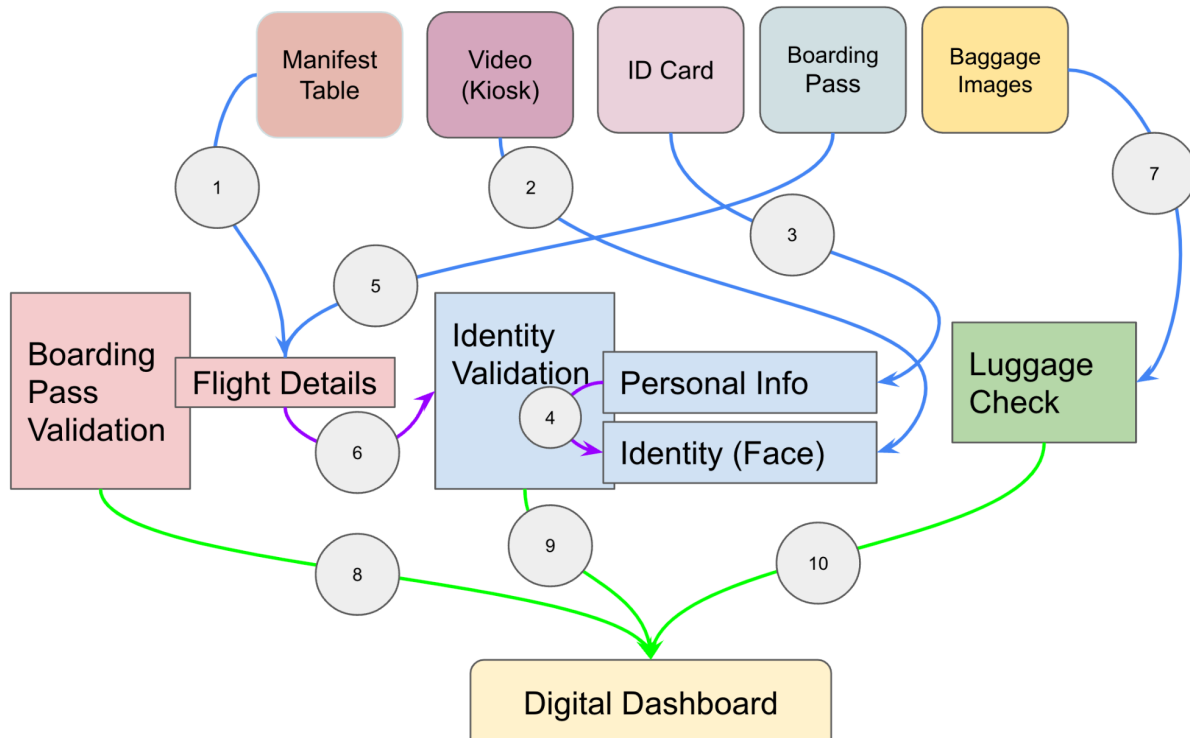 Manifest
Table
Video
(Kiosk)
ID Card
Boarding
Pass
Baggage
Images
1
2
3
7
5
Boarding
Pass
Validation
Flight Details
Identity
Validation
Personal Info
Identity (Face)
4
6
Luggage
Check
8
9
10
Digital Dashboard